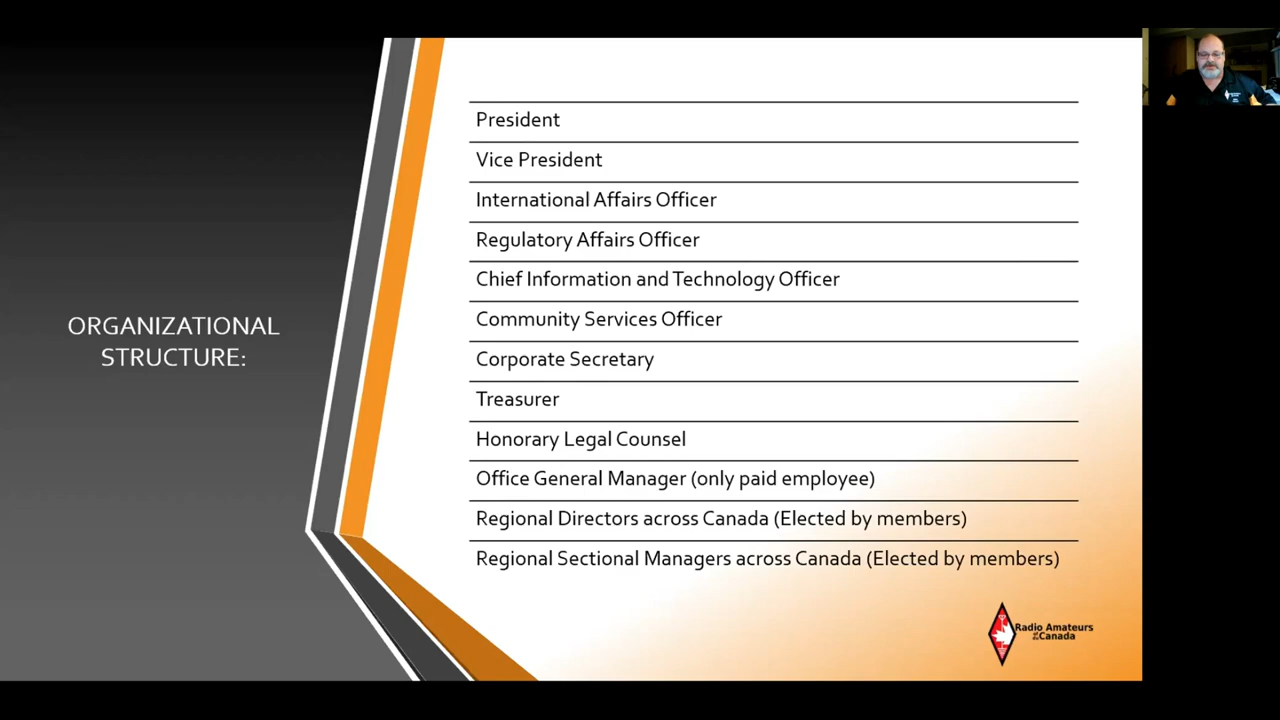 ORGANIZATIONAL
STRUCTURE:
President
Vice President
International Affairs Officer
Regulatory Affairs Officer
Chief Information and Technology Officer
Community Services Officer
Corporate Secretary
Treasurer
Honorary Legal Counsel
Office General Manager (only paid employee)
Regional Directors across Canada (Elected by members)
Regional Sectional Managers across Canada (Elected by members)
Radio Amateurs
of Canada